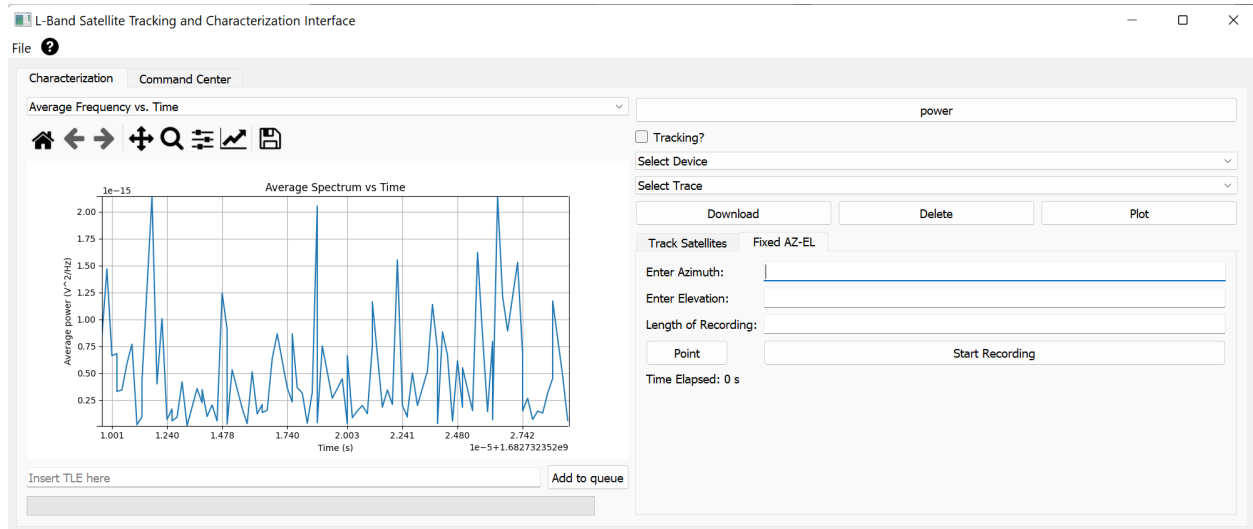 L-Band Satellite Tracking and Characterization Interface
File ?
Characterization Command Center
Average Frequency vs. Time
Average Spectrum vs Time
1e−15
2.00
1.75
1.50
1.25
1.00
0.75
0.50
0.25
Average power (V^2/Hz)
1.001 1.240 1.478 1.740 2.003 2.241 2.480 2.742
Time (s)
1e−5+1.682732352e9
Insert TLE here
Add to queue
power
Tracking?
Select Device
Select Trace
Download Delete Plot
Track Satellites Fixed AZ-EL
Enter Azimuth:
Enter Elevation:
Length of Recording:
Point Start Recording
Time Elapsed: 0 s